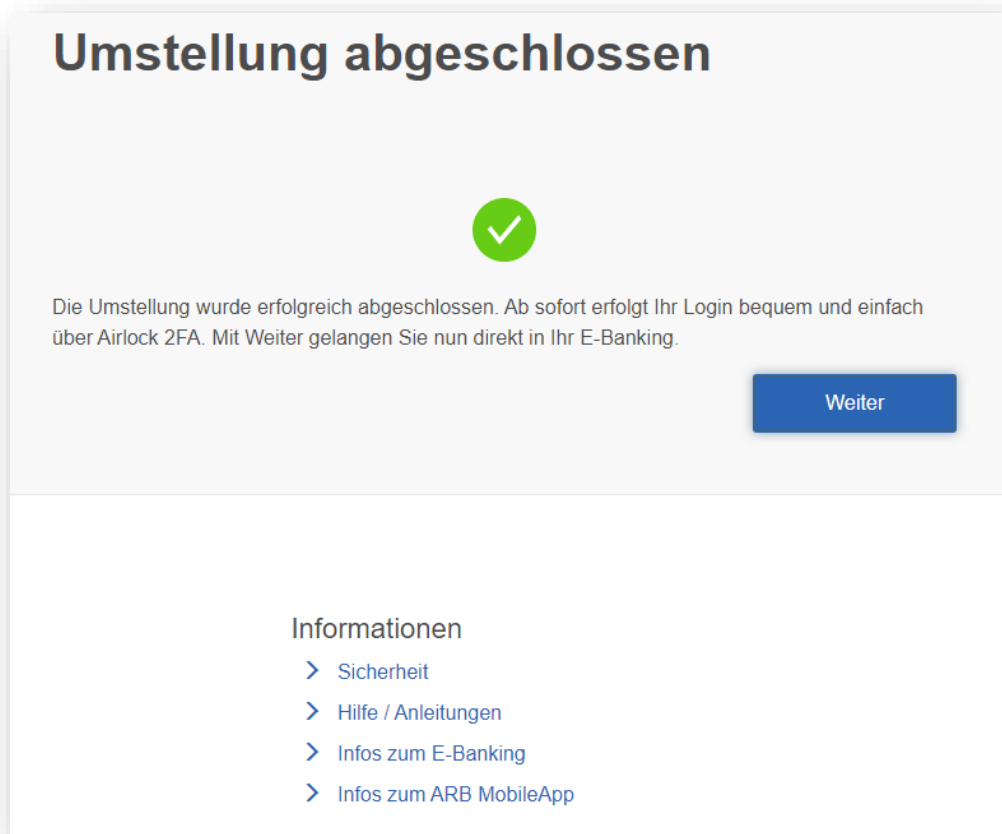 Umstellung abgeschlossen
Die Umstellung wurde erfolgreich abgeschlossen. Ab sofort erfolgt Ihr Login bequem und einfach
über Airlock 2FA. Mit Weiter gelangen Sie nun direkt in Ihr E-Banking.
Weiter
Informationen
Sicherheit
Hilfe / Anleitungen
Infos zum E-Banking
Infos zum ARB MobileApp